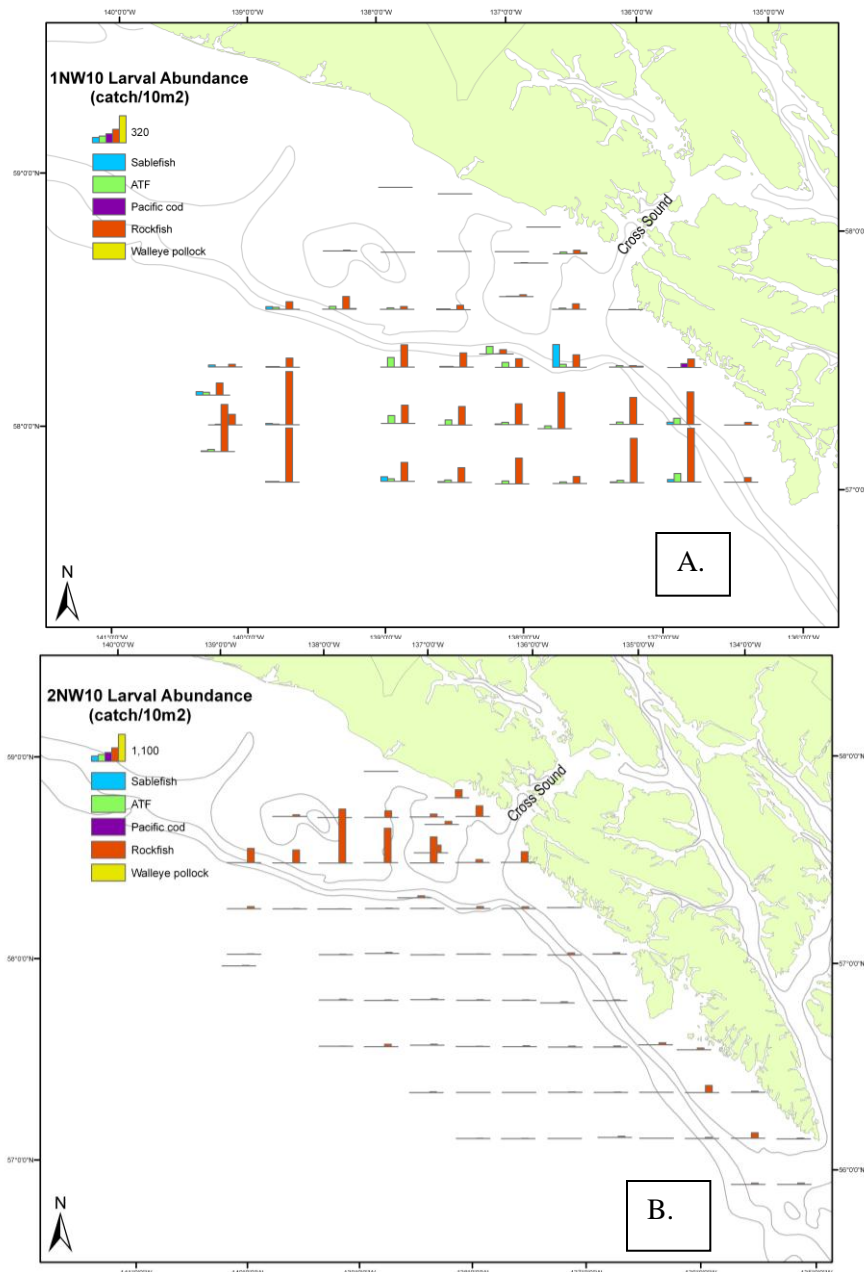 140°0'0"W 139°0'0"W 138°0'0"W 137°0'0"W 136°0'0"W 135°0'0"W
1NW10 Larval Abundance
(catch/10m2)
320
Sablefish
ATF
Pacific cod
Rockfish
Walleye pollock
59°0'0"N
58°0'0"N
Cross Sound
58°0'0"N
57°0'0"N
A.
N
141°0'0"W 140°0'0"W 139°0'0"W 138°0'0"W 137°0'0"W 136°0'0"W
140°0'0"W 139°0'0"W 138°0'0"W 137°0'0"W 136°0'0"W 135°0'0"W 134°0'0"W
2NW10 Larval Abundance
(catch/10m2)
1,100
Sablefish
ATF
Pacific cod
Rockfish
Walleye pollock
59°0'0"N
58°0'0"N
57°0'0"N
Cross Sound
58°0'0"N
57°0'0"N
56°0'0"N
B.
N